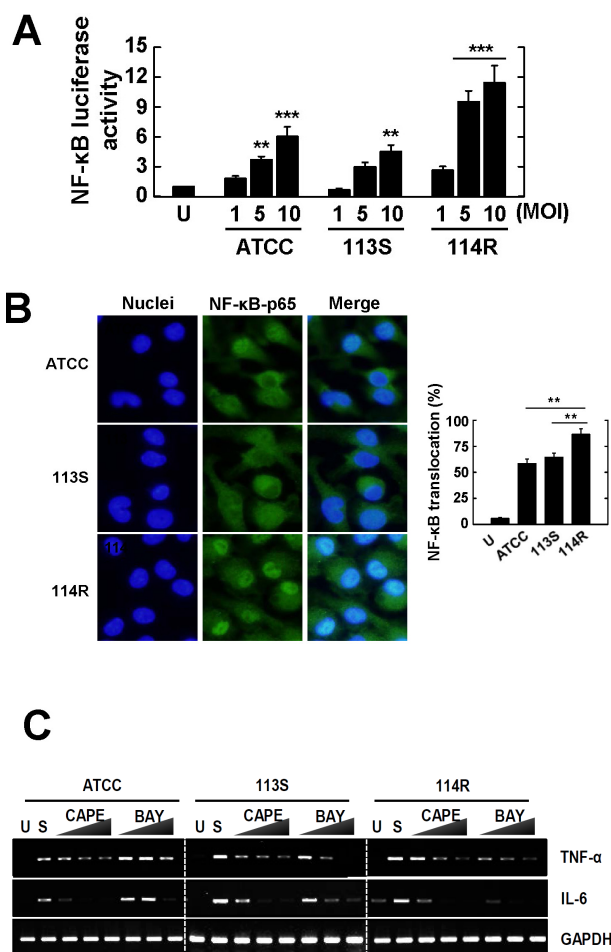 A
NF-κB luciferase
activity
15
12
9
6
3
0
**
***
**
***
U 1 5 10 1 5 10 1 5 10 (MOI)
ATCC 113S 114R
B
Nuclei NF-κB-p65 Merge
ATCC
113S
114R
114
NF-κB translocation (%)
100
75
50
25
0
**
**
U ATCC 113S 114R
C
ATCC 113S 114R
U S CAPE BAY U S CAPE BAY U S CAPE BAY
TNF-α
IL-6
GAPDH